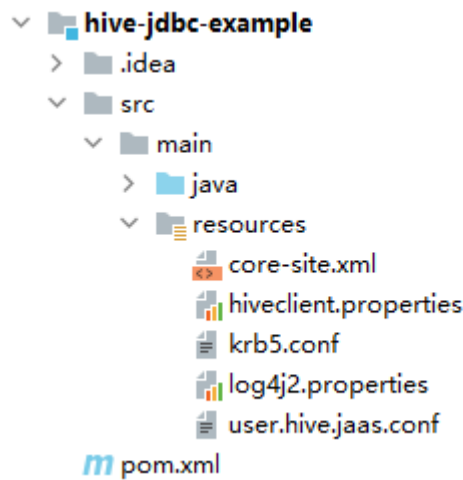 hive-jdbc-example
.idea
src
main
java
resources
core-site.xml
hiveclient.properties
krb5.conf
log4j2.properties
user.hive.jaas.conf
pom.xml